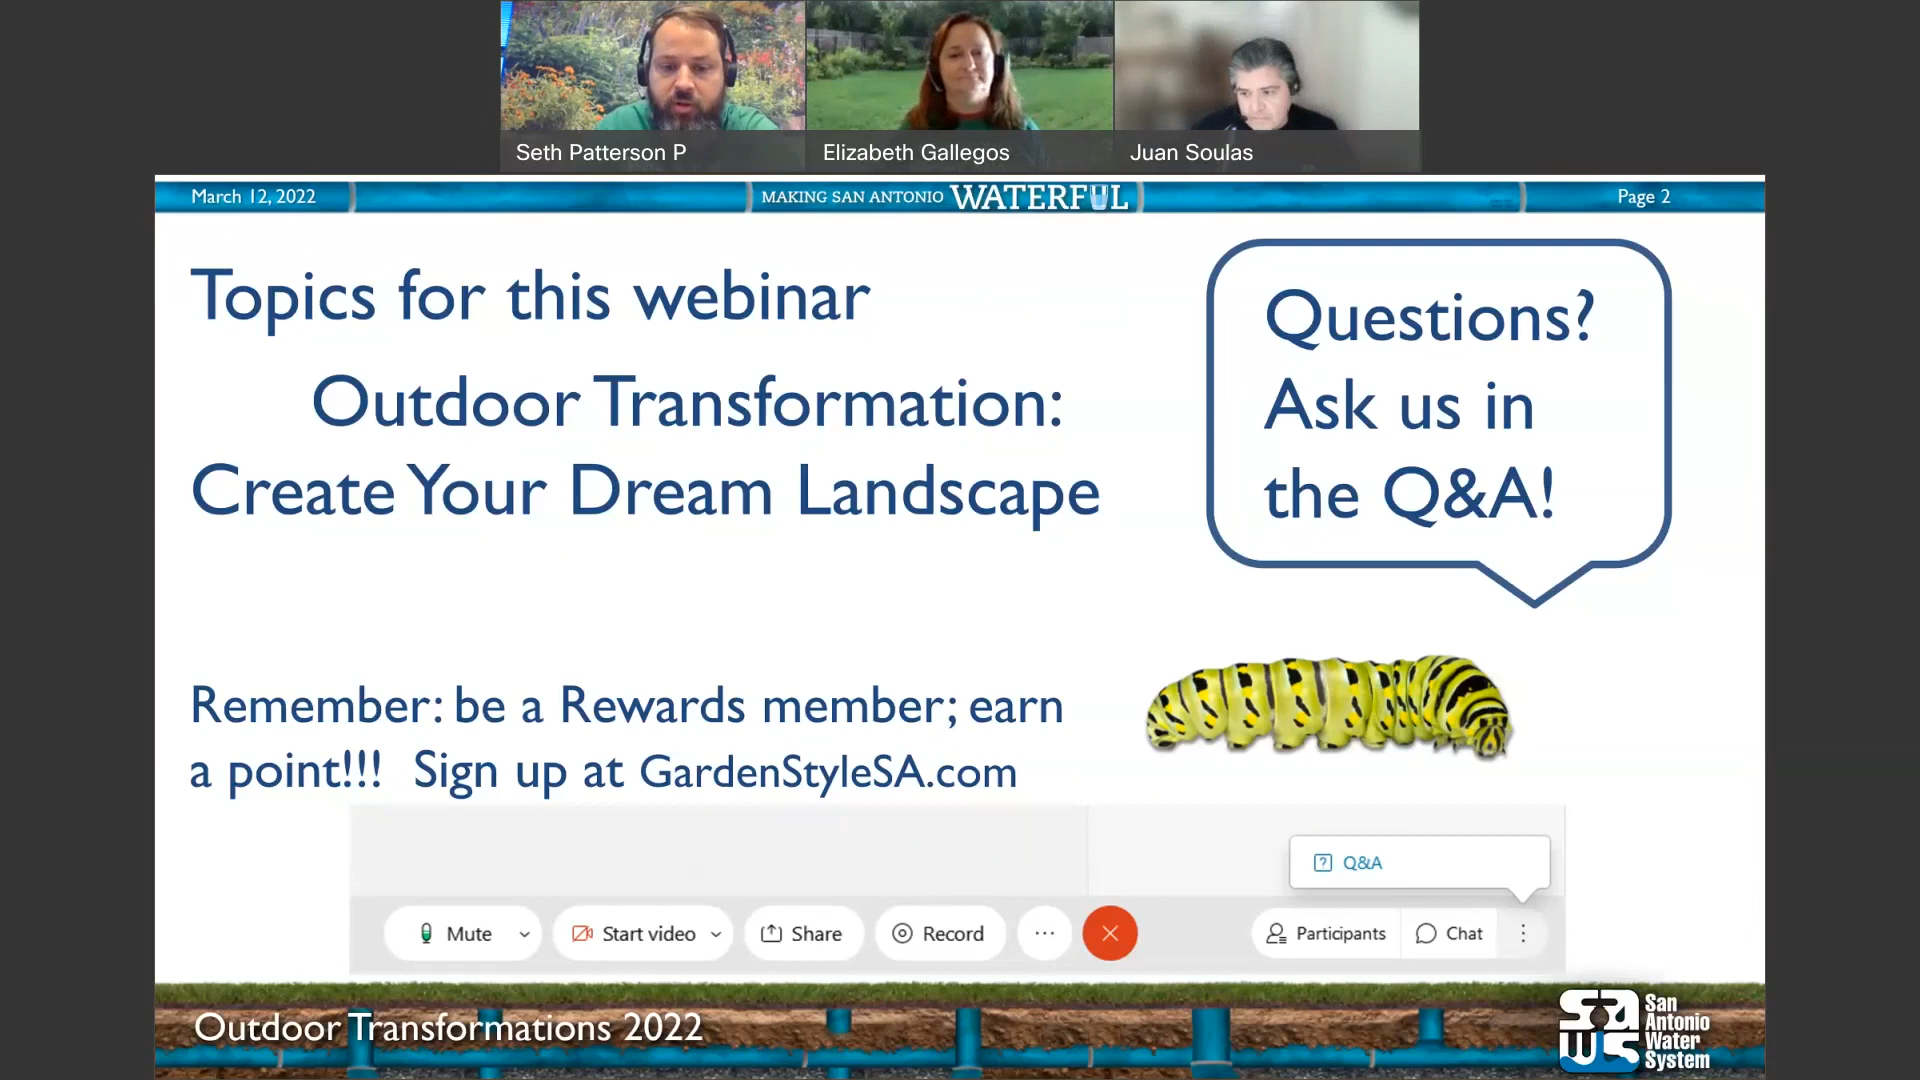 Seth Patterson P
Elizabeth Gallegos
Juan Soulas
March 12, 2022
MAKING SAN ANTONIO WATERFUL
Page 2
Topics for this webinar
Outdoor Transformation:
Create Your Dream Landscape
Questions?
Ask us in
the Q&A!
Remember: be a Rewards member; earn
a point!!! Sign up at GardenStyleSA.com
Q&A
Mute
Start video
Share
Record
Participants
Chat
Outdoor Transformations 2022
SAWS
San
Antonio
Water
System